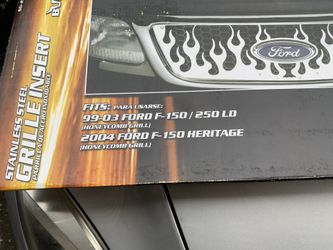 STAINLESS STEEL
GRILLE INSERT
Ford
FITS: PARA USARSE:
99-03 FORD F-150 / 250 LD
(HONEYCOMB GRILL)
2004 FORD F-150 HERITAGE
(HONEYCOMB GRILL)